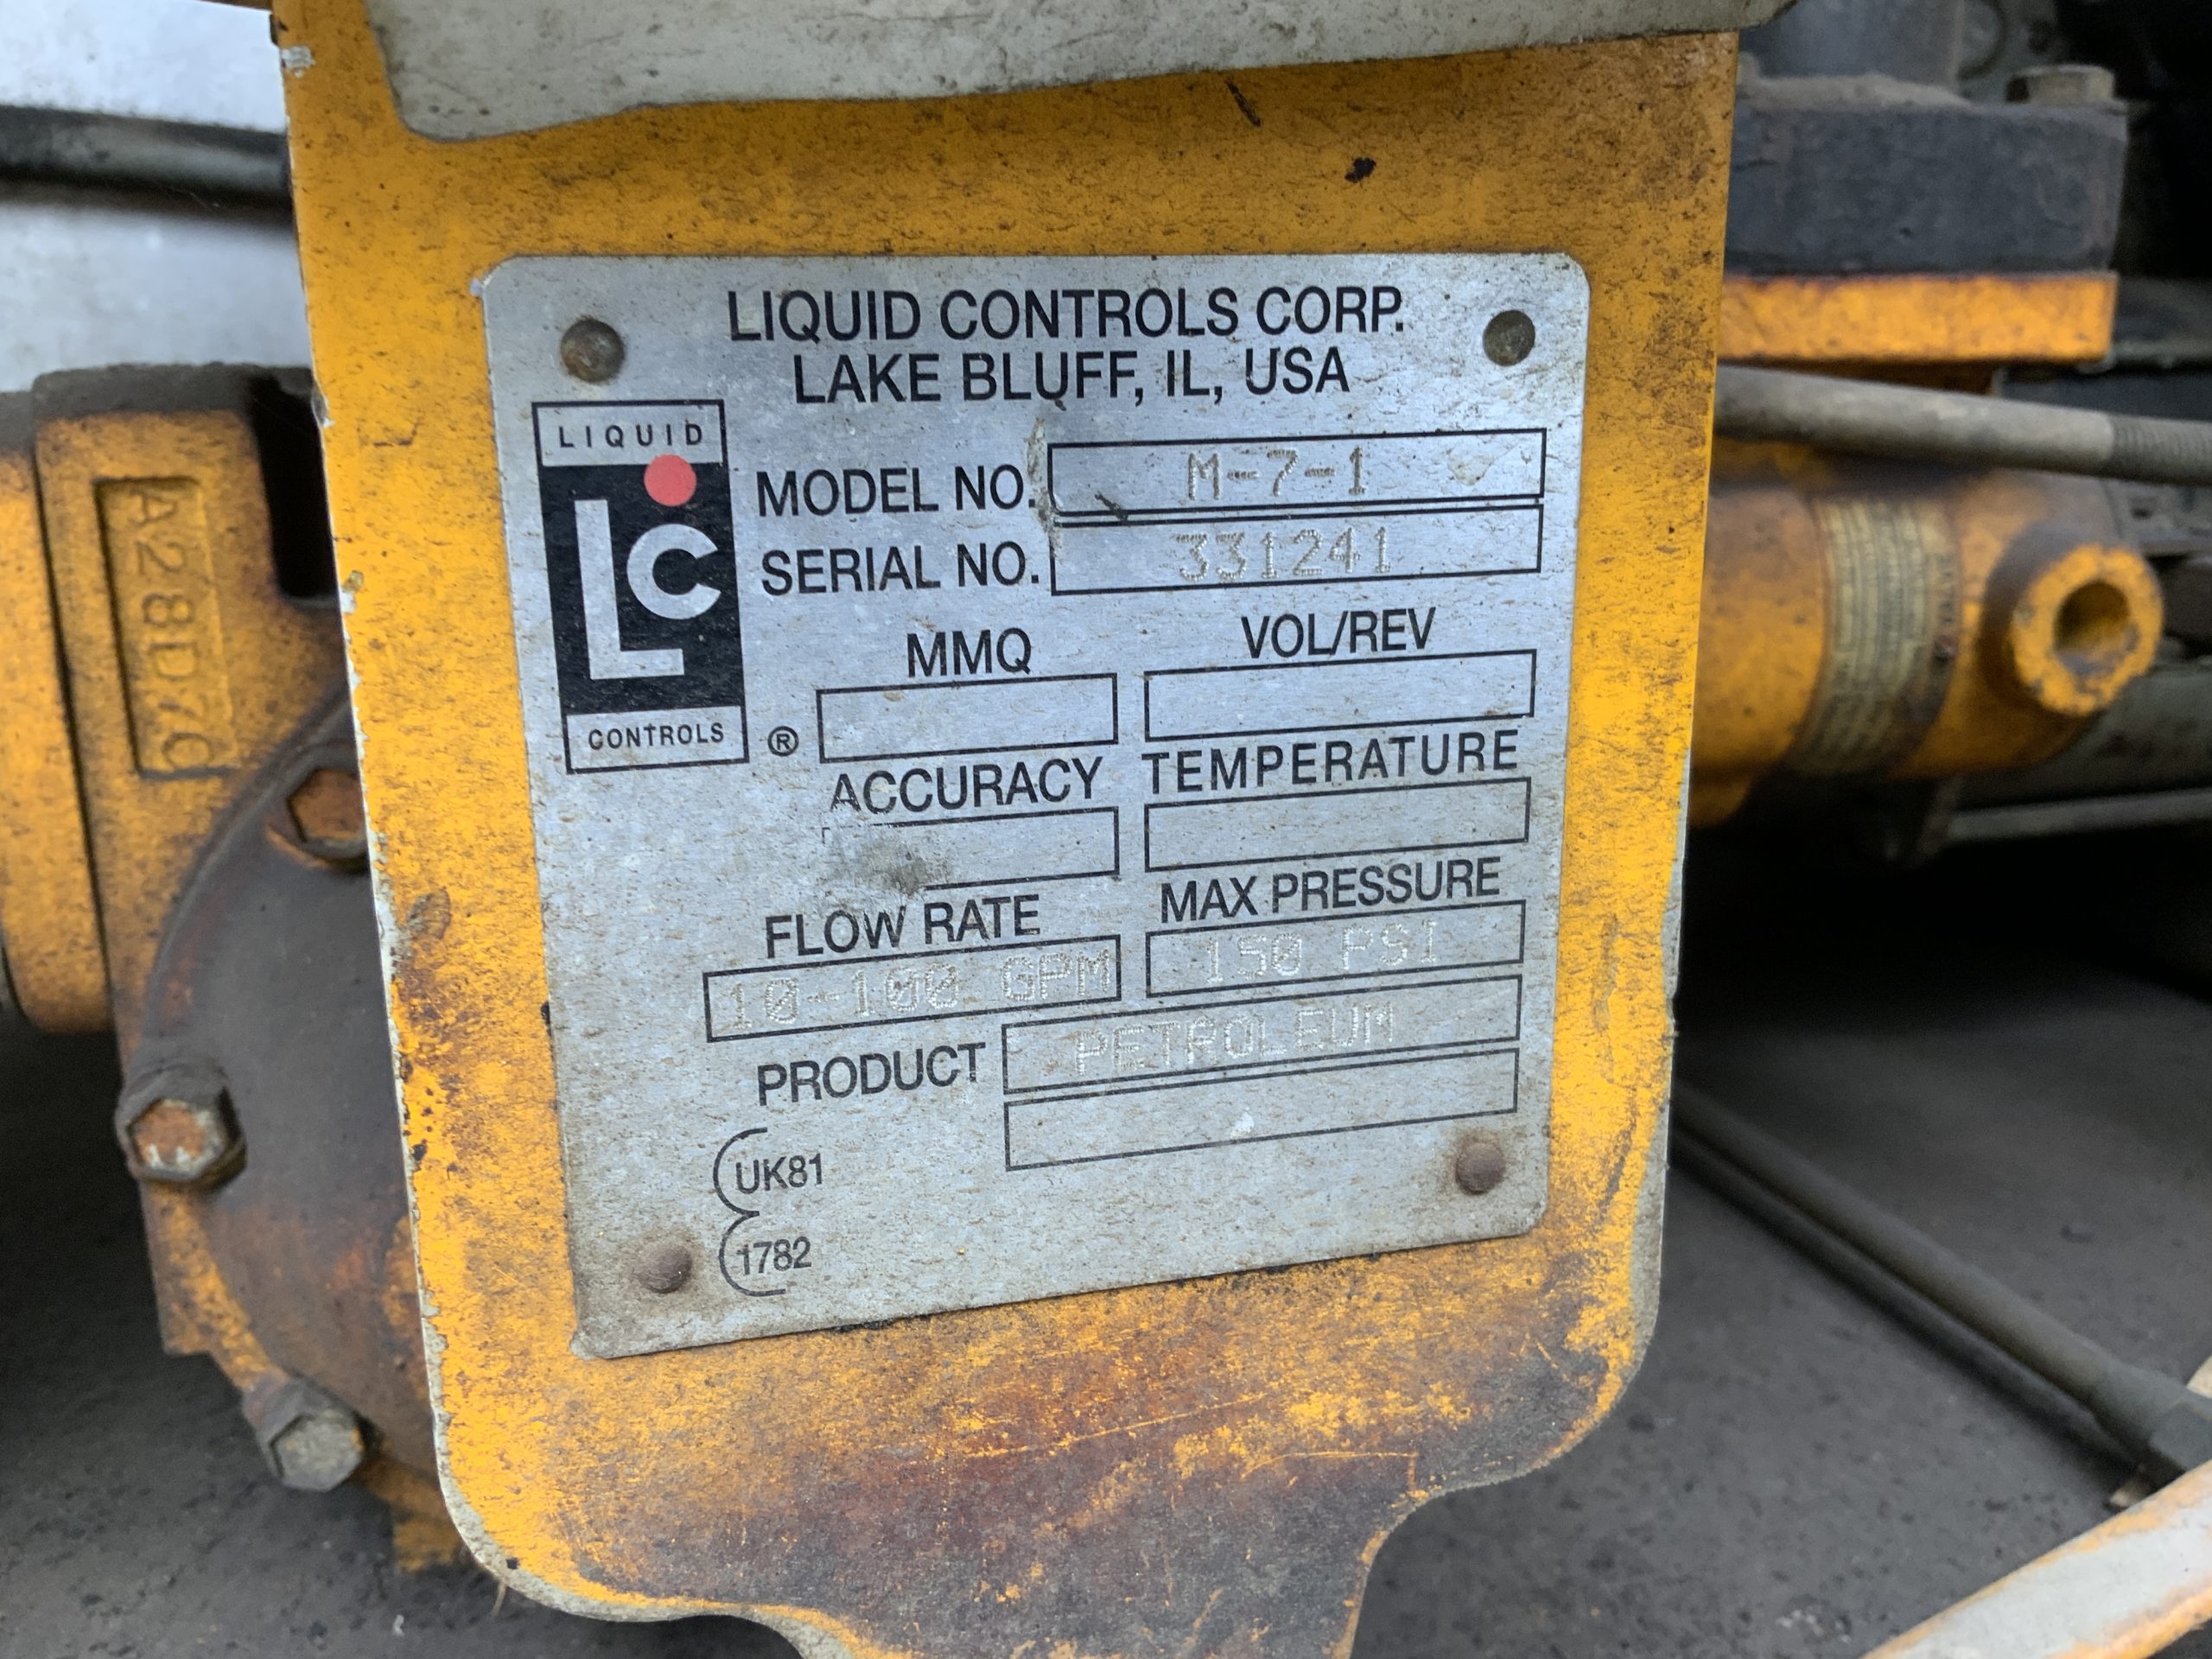 LIQUID CONTROLS CORP.
LAKE BLUFF, IL, USA
LIQUID
LC
CONTROLS
®
MODEL NO. M-7-1
SERIAL NO. 331241
MMQ VOL/REV
ACCURACY TEMPERATURE
FLOW RATE MAX PRESSURE
10-100 GPM 150 PSI
PRODUCT PETROLEUM
UK81
1782